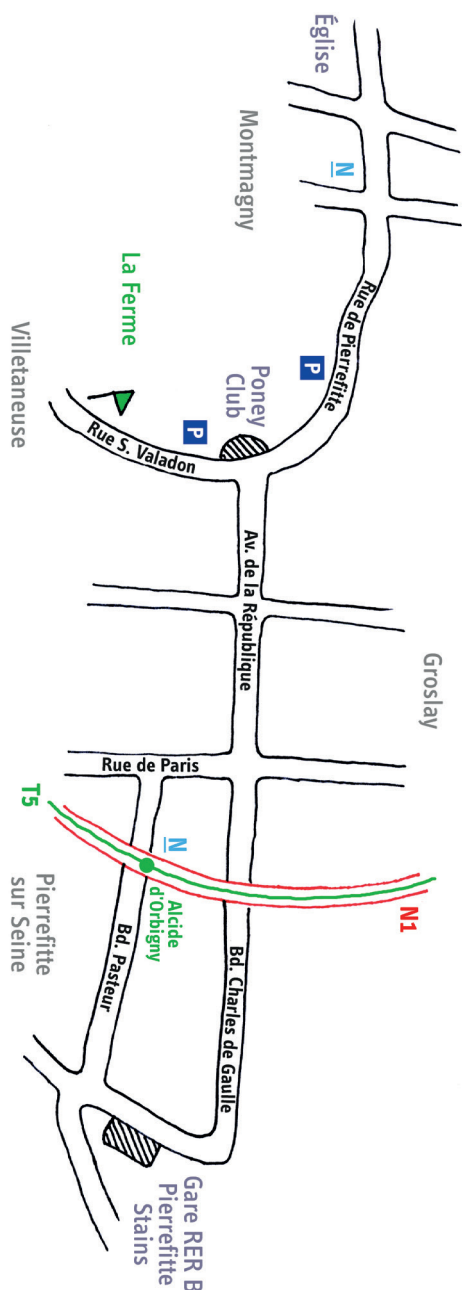 Église
Montmagny
N
Rue de Pierrefitte
P
La Ferme
Poney
Club
P
Villetaneuse
Rue S. Valadon
Av. de la République
Groslay
Rue de Paris
T5
N
Alcide
d'Orbigny
N1
Pierrefitte
sur Seine
Bd. Pasteur
Bd. Charles de Gaulle
Gare RER B
Pierrefitte
Stains